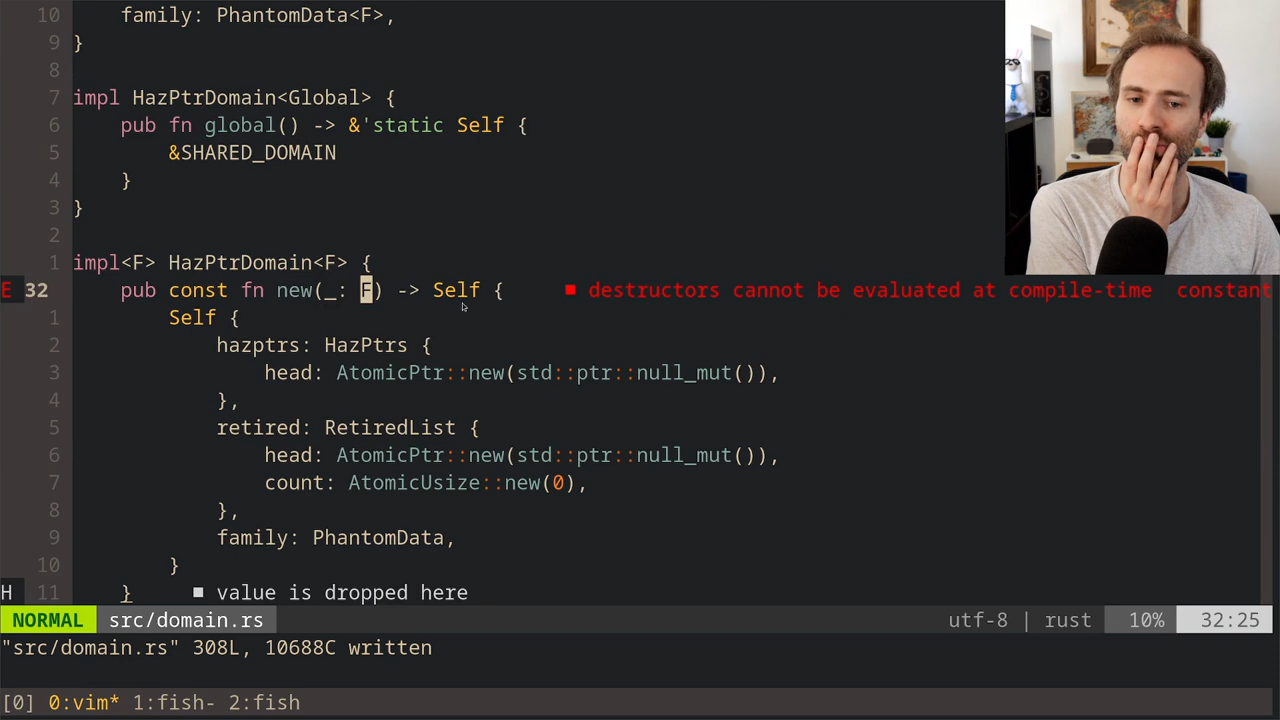 10 family: PhantomData<F>,
9 }
8
7 impl HazPtrDomain<Global> {
6 pub fn global() -> &'static Self {
5 &SHARED_DOMAIN
4 }
3 }
2
1 impl<F> HazPtrDomain<F> {
E 32 pub const fn new(_: F) -> Self { ■ destructors cannot be evaluated at compile-time constant
1 Self {
2 hazptrs: HazPtrs {
3 head: AtomicPtr::new(std::ptr::null_mut()),
4 },
5 retired: RetiredList {
6 head: AtomicPtr::new(std::ptr::null_mut()),
7 count: AtomicUsize::new(0),
8 },
9 family: PhantomData,
10 }
H 11 } ■ value is dropped here
NORMAL src/domain.rs utf-8 | rust 10% 32:25
"src/domain.rs" 308L, 10688C written
[0] 0:vim* 1:fish- 2:fish